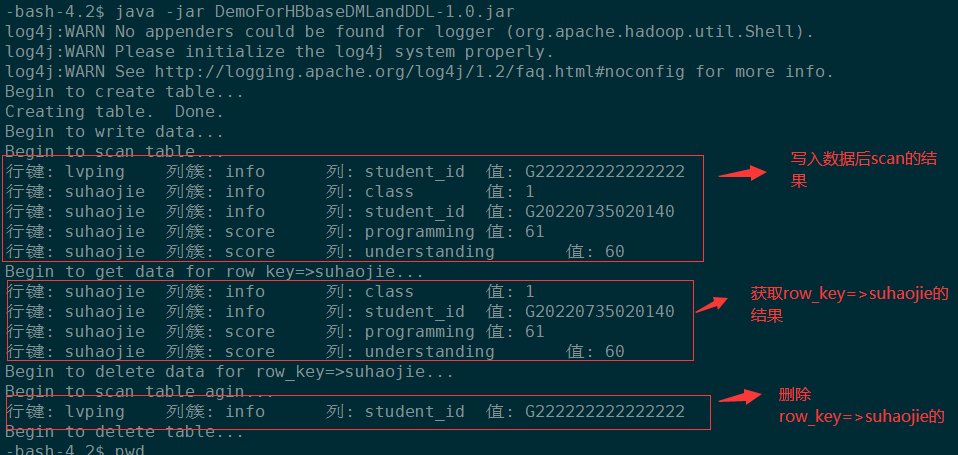 -bash-4.2$ java -jar DemoForHBbaseDMLandDDL-1.0.jar
log4j:WARN No appenders could be found for logger (org.apache.hadoop.util.Shell).
log4j:WARN Please initialize the log4j system properly.
log4j:WARN See http://logging.apache.org/log4j/1.2/faq.html#noconfig for more info.
Begin to create table...
Creating table.  Done.
Begin to write data...
Begin to scan table...
行键: lvping  列簇: info  列: student_id  值: G222222222222222
行键: suhaojie  列簇: info  列: class  值: 1
行键: suhaojie  列簇: info  列: student_id  值: G20220735020140
行键: suhaojie  列簇: score  列: programming  值: 61
行键: suhaojie  列簇: score  列: understanding  值: 60
写入数据后scan的结
果
Begin to get data for row key=>suhaojie...
行键: suhaojie  列簇: info  列: class  值: 1
行键: suhaojie  列簇: info  列: student_id  值: G20220735020140
行键: suhaojie  列簇: score  列: programming  值: 61
行键: suhaojie  列簇: score  列: understanding  值: 60
获取row_key=>suhaojie的
结果
Begin to delete data for row_key=>suhaojie...
Begin to scan table agin...
行键: lvping  列簇: info  列: student_id  值: G222222222222222
删除
row_key=>suhaojie的
Begin to delete table...
-bash-4.2$ pwd